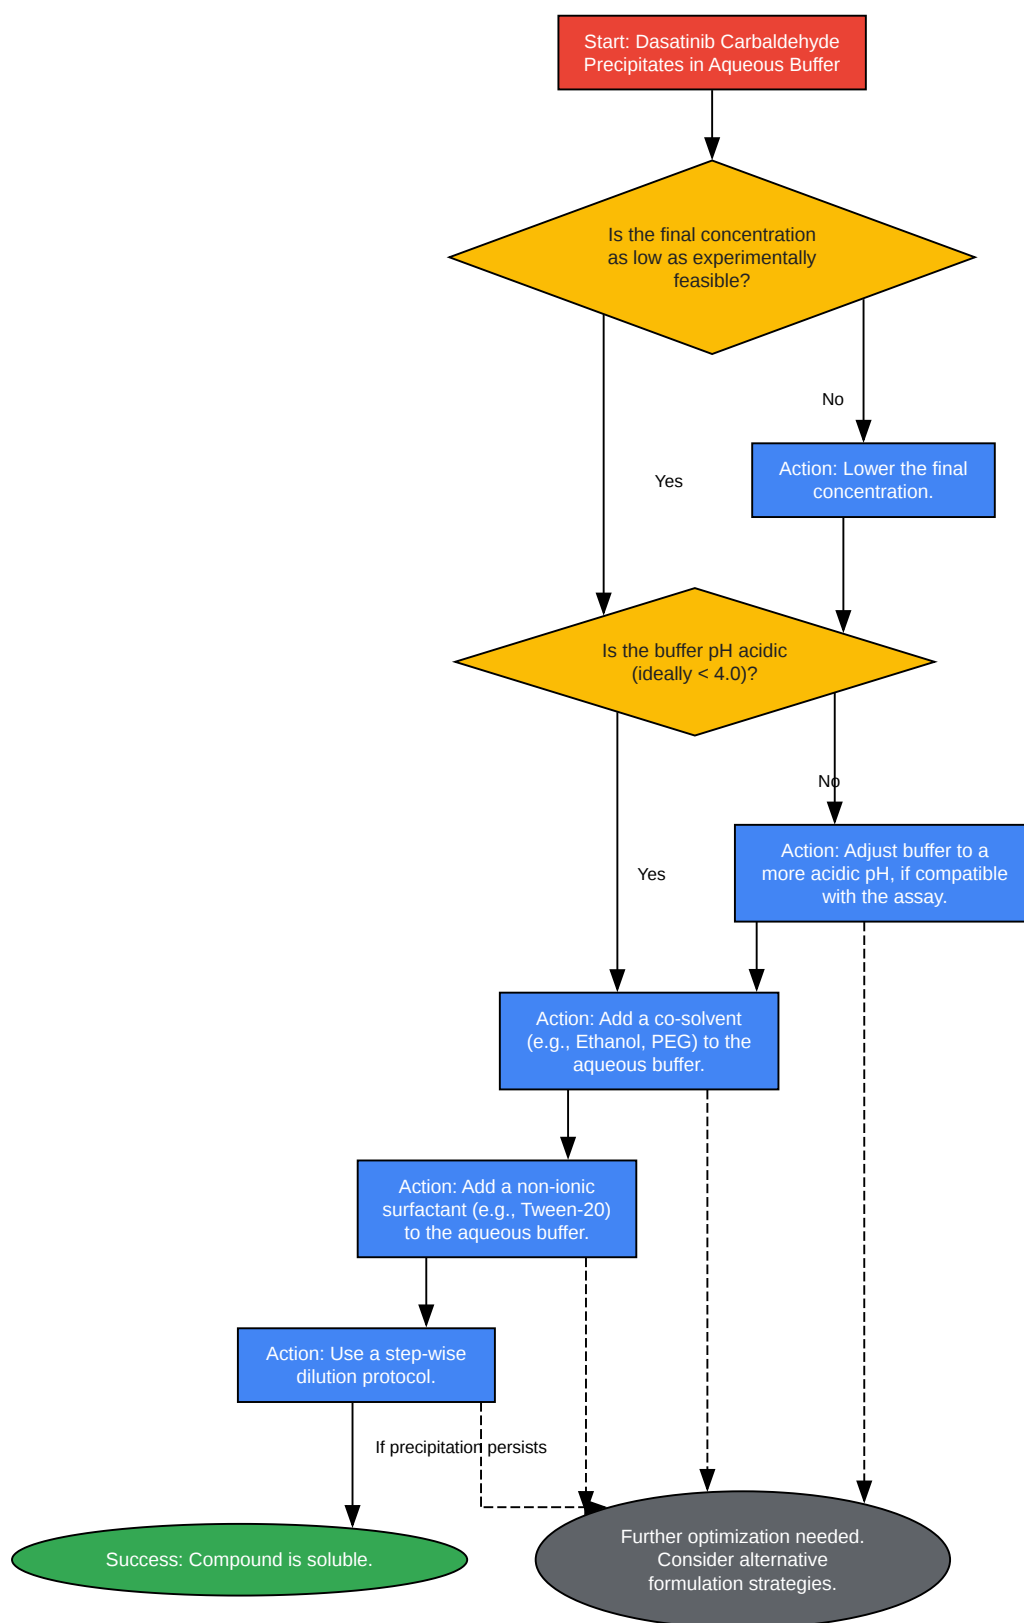 Start: Dasatinib Carbaldehyde
Precipitates in Aqueous Buffer
Is the final concentration
as low as experimentally
feasible?
No
Action: Lower the final
concentration.
Yes
Is the buffer pH acidic
(ideally < 4.0)?
No
Action: Adjust buffer to a
more acidic pH, if compatible
with the assay.
Yes
Action: Add a co-solvent
(e.g., Ethanol, PEG) to the
aqueous buffer.
Action: Add a non-ionic
surfactant (e.g., Tween-20)
to the aqueous buffer.
Action: Use a step-wise
dilution protocol.
If precipitation persists
Success: Compound is soluble.
Further optimization needed.
Consider alternative
formulation strategies.